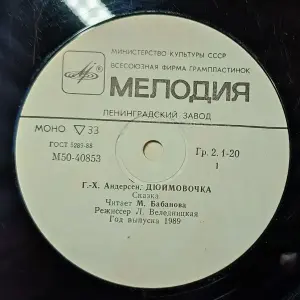 МИНИСТЕРСТВО КУЛЬТУРЫ СССР
ВСЕСОЮЗНАЯ ФИРМА ГРАМПЛАСТИНОК
МЕЛОДИЯ
ЛЕНИНГРАДСКИЙ ЗАВОД
МОНО ▽ 33
ГОСТ 5289-88
М50-40853
Гр. 2. 1-20
1
Г.-Х. Андерсен. ДЮЙМОВОЧКА
Сказка
Читает М. Бабанова
Режиссер Л. Веледницкая
Год выпуска 1989